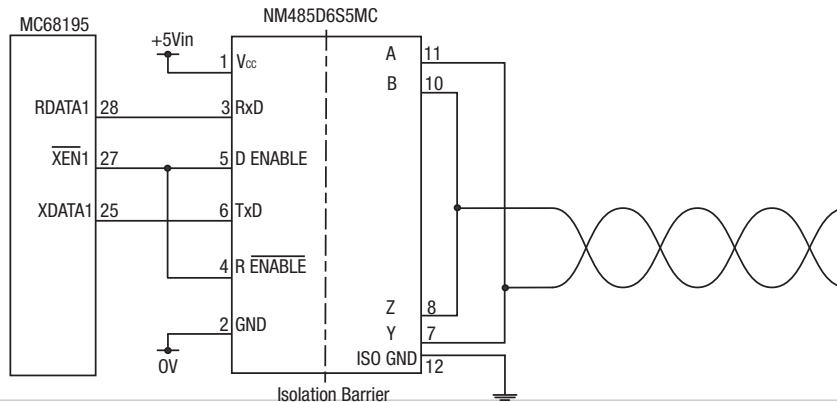 NM485D6S5MC
MC68195
+5Vin
1 Vcc
A 11
B 10
RDATA1 28
3 RxD
XEN1 27
5 D ENABLE
XDATA1 25
6 TxD
4 R ENABLE
Z 8
2 GND
Y 7
0V
ISO GND 12
Isolation Barrier